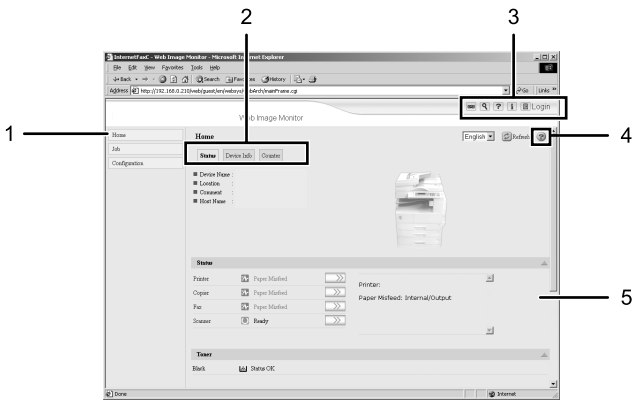 2
3
InternetFaxC - Web Image Monitor - Microsoft Internet Explorer
File Edit View Favorites Tools Help
Back Search Favorites History
Address http://192.168.0.210/web/guest/en/websys/webArch/mainFrame.cgi Go Links »
? i Login
Web Image Monitor
1
Home
Job
Configuration
Home
English Refresh ?
4
Status Device Info Counter
Device Name :
Location :
Comment :
Host Name :
Status
Printer Paper Misfeed
Copier Paper Misfeed
Fax Paper Misfeed
Scanner Ready
Printer:
Paper Misfeed: Internal/Output
5
Toner
Black Status OK
Done Internet